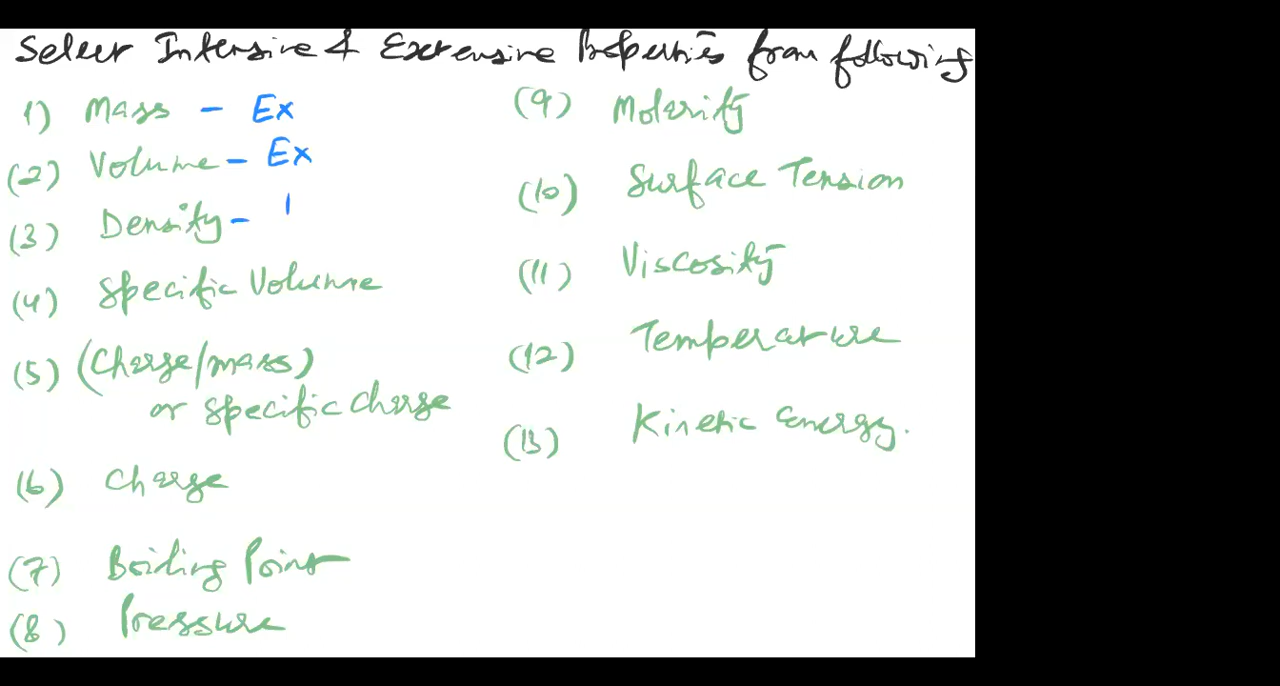 Select Intensive & Extensive Properties from following
1) Mass - Ex
(2) Volume - Ex
(3) Density - I
(4) Specific Volume
(5) (Charge/mass)
or specific charge
(6) Charge
(7) Boiling Point
(8) Pressure
(9) Molarity
(10) Surface Tension
(11) Viscosity
(12) Temperature
(13) Kinetic energy.